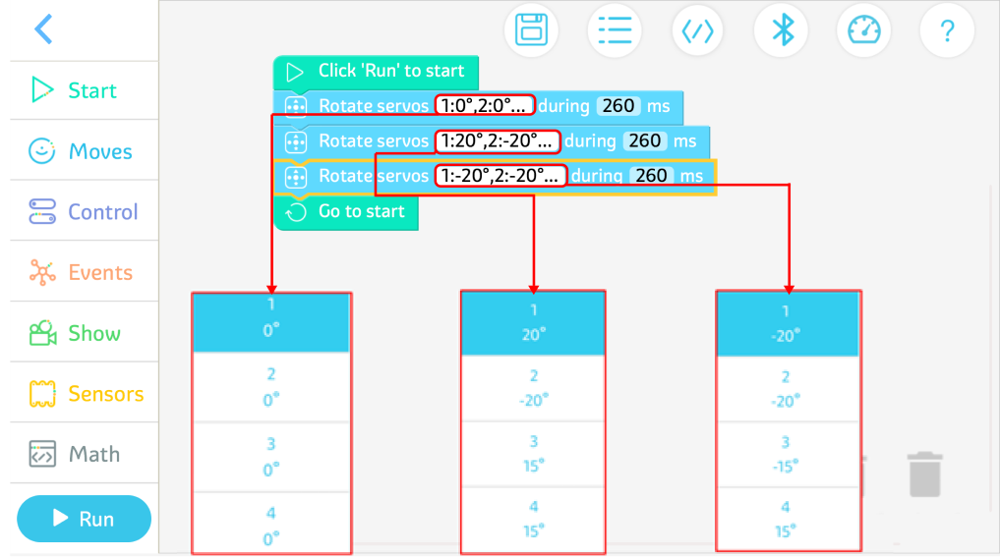 Start
Moves
Control
Events
Show
Sensors
Math
Run
?
Click 'Run' to start
Rotate servos 1:0°,2:0°... during 260 ms
Rotate servos 1:20°,2:-20°... during 260 ms
Rotate servos 1:-20°,2:-20°... during 260 ms
Go to start
1
0°
2
0°
3
0°
4
0°
1
20°
2
-20°
3
15°
4
15°
1
-20°
2
-20°
3
-15°
4
15°